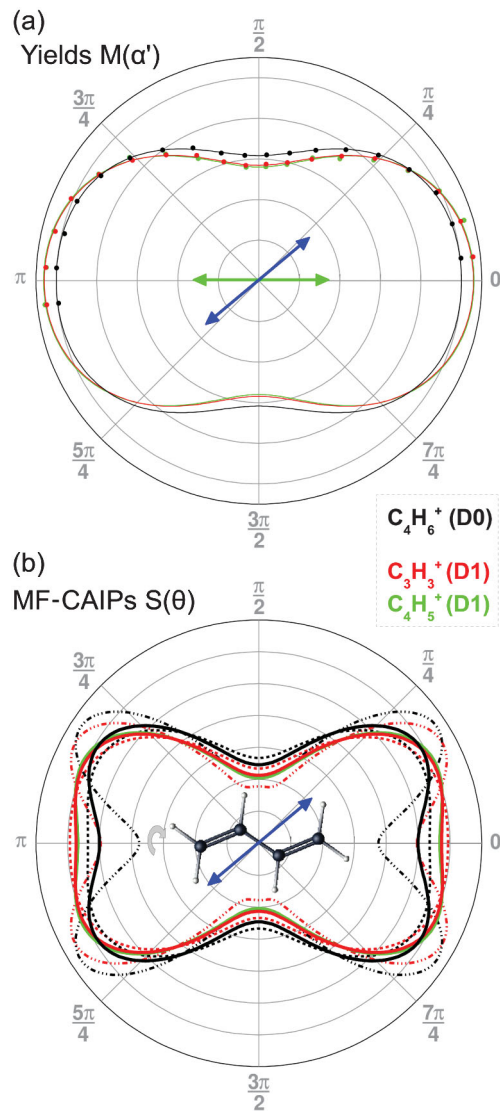 (a)
Yields M(α')
π/2
3π/4
π/4
π
0
5π/4
7π/4
3π/2
C₄H₆⁺ (D0)
C₃H₃⁺ (D1)
C₄H₅⁺ (D1)
(b)
MF-CAIPs S(θ)
π/2
3π/4
π/4
π
0
5π/4
7π/4
3π/2